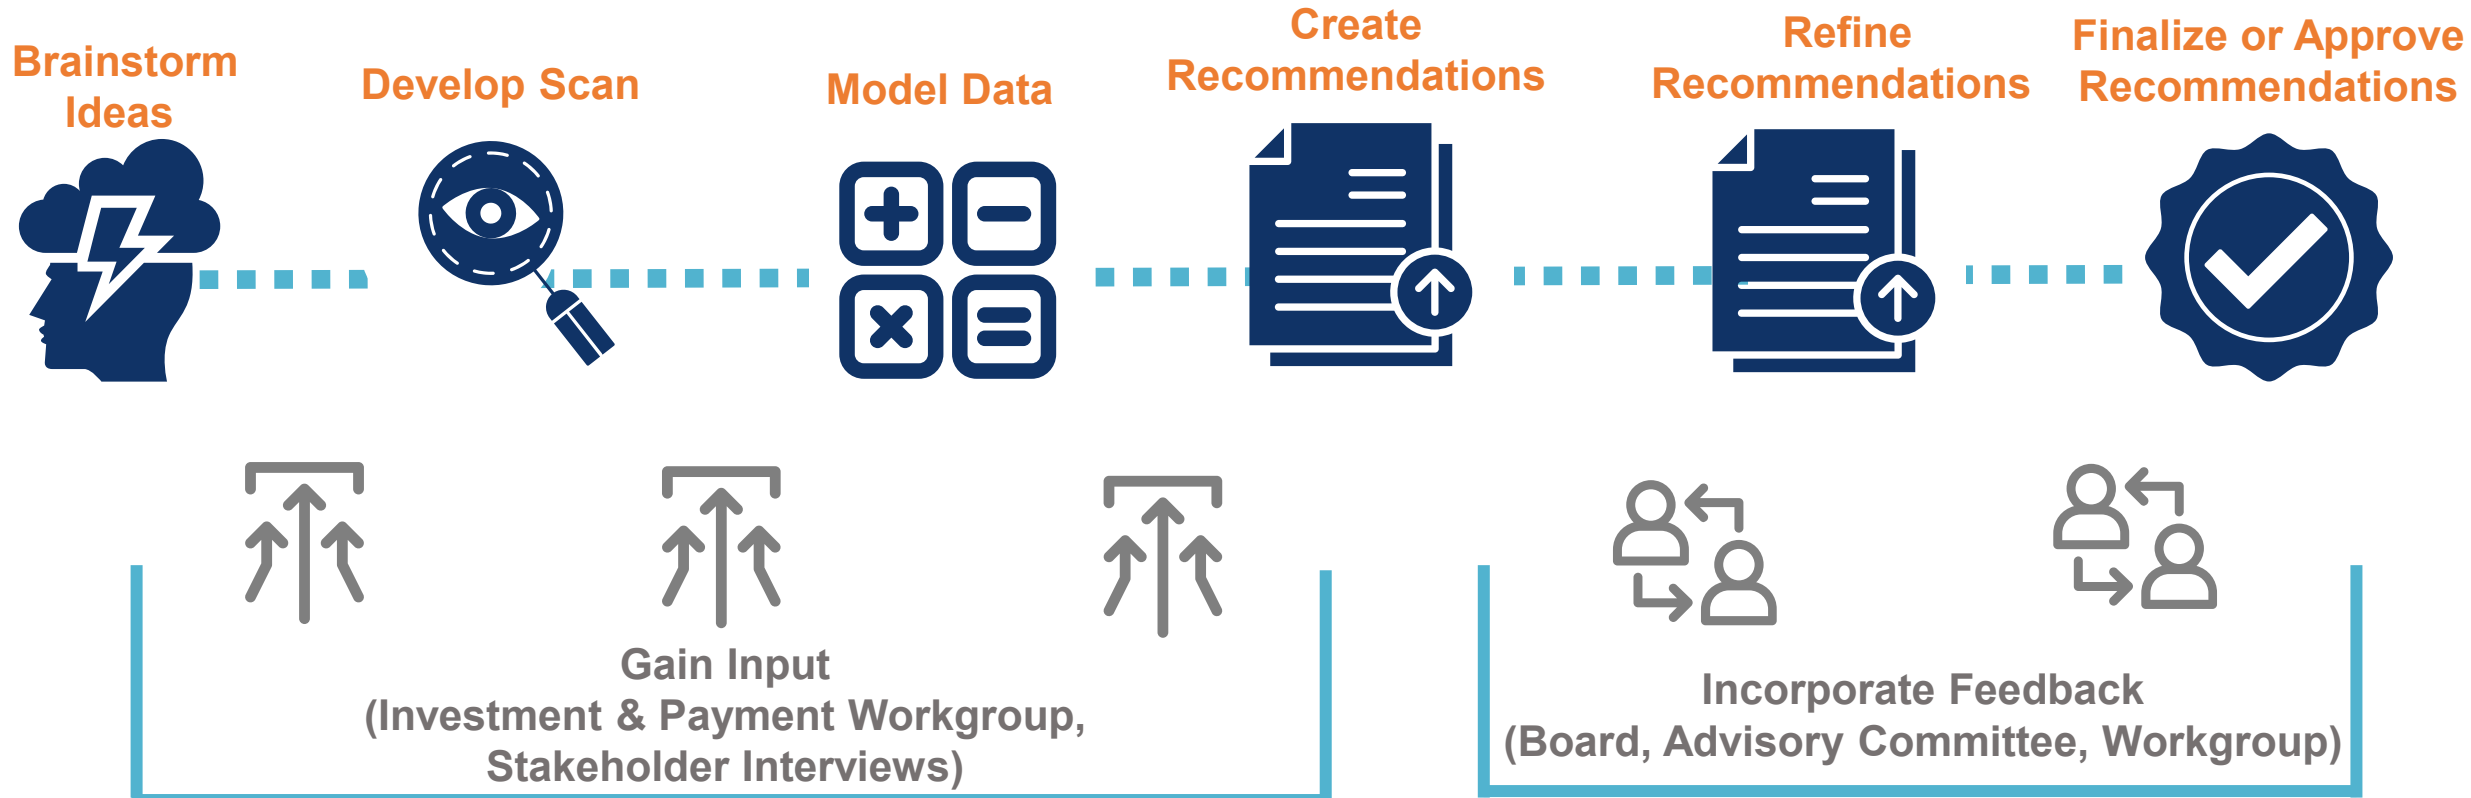 Brainstorm
Ideas
Develop Scan
Model Data
Create
Recommendations
Refine
Recommendations
Finalize or Approve
Recommendations
Gain Input
(Investment & Payment Workgroup,
Stakeholder Interviews)
Incorporate Feedback
(Board, Advisory Committee, Workgroup)